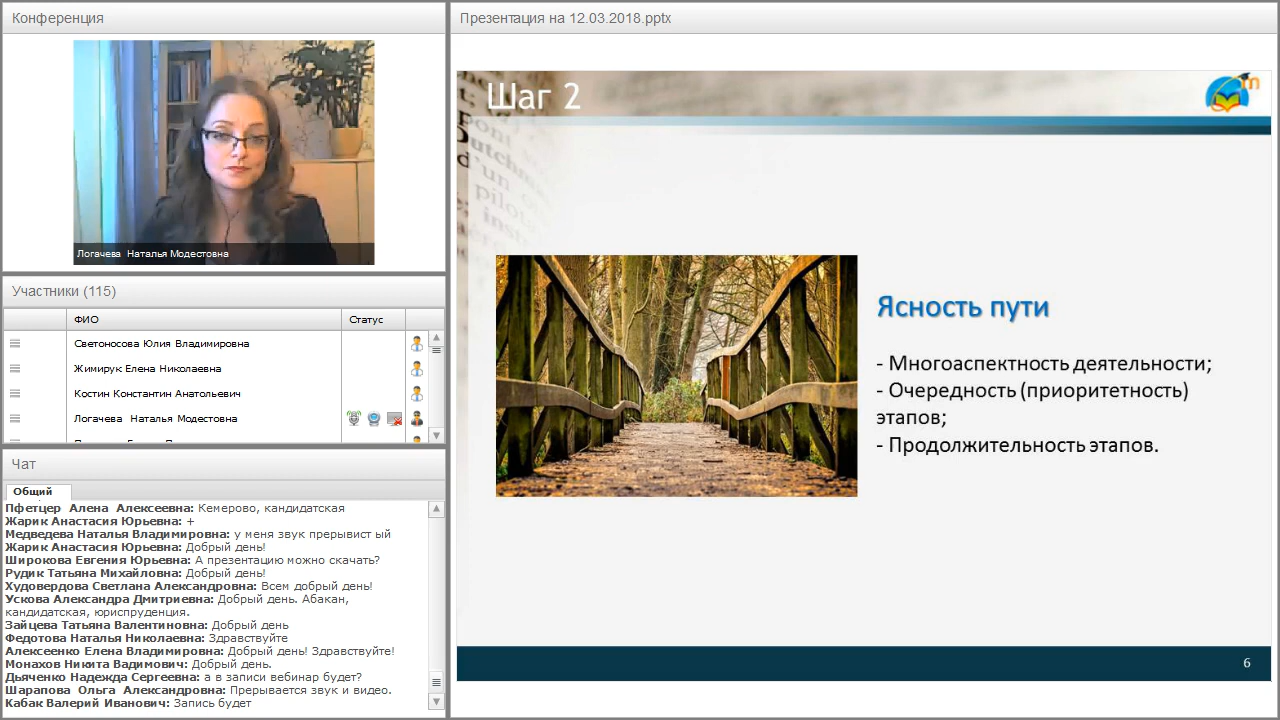 Конференция
Логачева Наталья Модестовна
Участники (115)
ФИО
Статус
Светоносова Юлия Владимировна
Жимирук Елена Николаевна
Костин Константин Анатольевич
Логачева Наталья Модестовна
Чат
Общий
Пфетцер Алена Алексеевна: Кемерово, кандидатская
Жарик Анастасия Юрьевна: +
Медведева Наталья Владимировна: у меня звук прерывист ый
Жарик Анастасия Юрьевна: Добрый день!
Широкова Евгения Юрьевна: А презентацию можно скачать?
Рудик Татьяна Михайловна: Добрый день!
Худовердова Светлана Александровна: Всем добрый день!
Ускова Александра Дмитриевна: Добрый день. Абакан,
кандидатская, юриспруденция.
Зайцева Татьяна Валентиновна: Добрый день
Федотова Наталья Николаевна: Здравствуйте
Алексеенко Елена Владимировна: Добрый день! Здравствуйте!
Монахов Никита Вадимович: Добрый день.
Дьяченко Надежда Сергеевна: а в записи вебинар будет?
Шарапова Ольга Александровна: Прерывается звук и видео.
Кабак Валерий Иванович: Запись будет
Презентация на 12.03.2018.pptx
Шаг 2
m
Dutchm
d'un
pilo
Ясность пути
- Многоаспектность деятельности;
- Очередность (приоритетность)
этапов;
- Продолжительность этапов.
6